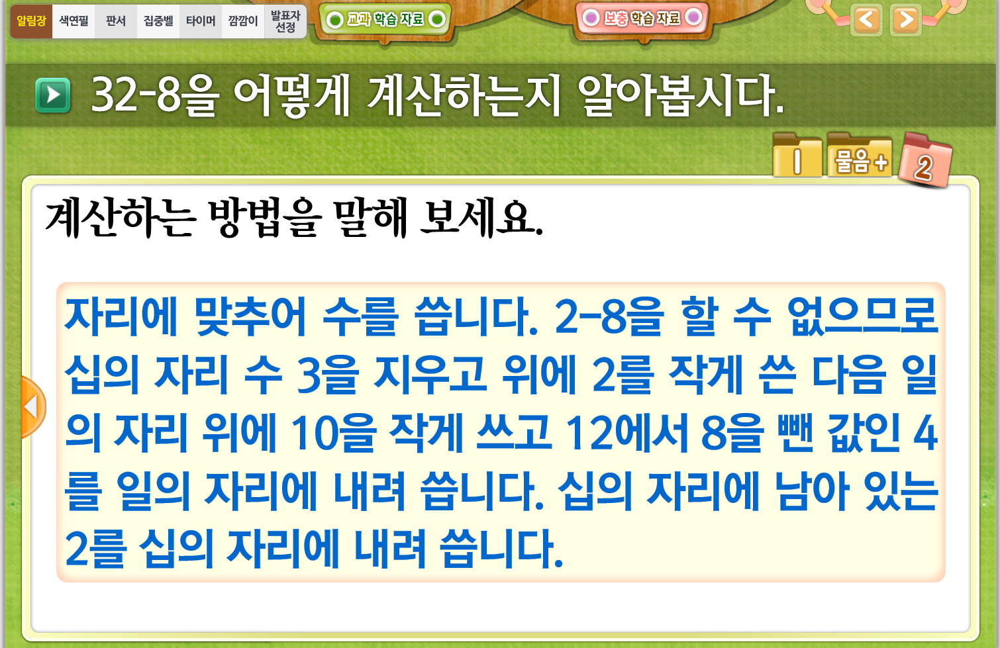 알림장 색연필 판서 집중벨 타이머 깜깜이 발표자 선정
교과 학습 자료
보충 학습 자료
32-8을 어떻게 계산하는지 알아봅시다.
1 물음+ 2
계산하는 방법을 말해 보세요.
자리에 맞추어 수를 씁니다. 2-8을 할 수 없으므로
십의 자리 수 3을 지우고 위에 2를 작게 쓴 다음 일
의 자리 위에 10을 작게 쓰고 12에서 8을 뺀 값인 4
를 일의 자리에 내려 씁니다. 십의 자리에 남아 있는
2를 십의 자리에 내려 씁니다.